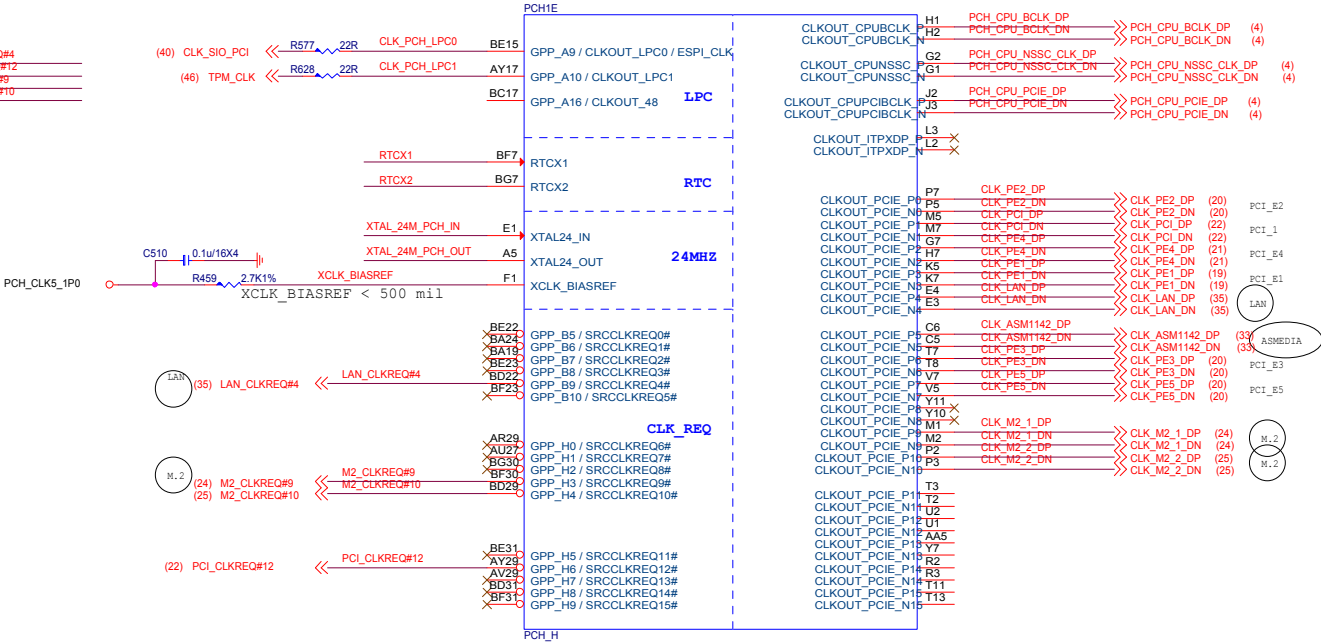 PCH1E
#4
#12
#9
#10
(40) CLK_SIO_PCI R577 22R CLK_PCH_LPC0 BE15 GPP_A9 / CLKOUT_LPC0 / ESPI_CLK
(46) TPM_CLK R628 22R CLK_PCH_LPC1 AY17 GPP_A10 / CLKOUT_LPC1
BC17 GPP_A16 / CLKOUT_48
LPC
RTCX1 BF7 RTCX1
RTCX2 BG7 RTCX2
RTC
XTAL_24M_PCH_IN E1 XTAL24_IN
XTAL_24M_PCH_OUT A5 XTAL24_OUT
24MHZ
C510 0.1u/16X4
PCH_CLK5_1P0 R459 2.7K1% XCLK_BIASREF F1 XCLK_BIASREF
XCLK_BIASREF < 500 mil
BE22 GPP_B5 / SRCCLKREQ0#
BA24 GPP_B6 / SRCCLKREQ1#
BA19 GPP_B7 / SRCCLKREQ2#
BE23 GPP_B8 / SRCCLKREQ3#
LAN (35) LAN_CLKREQ#4 LAN_CLKREQ#4 BD22 GPP_B9 / SRCCLKREQ4#
BF23 GPP_B10 / SRCCLKREQ5#
CLK_REQ
AR29 GPP_H0 / SRCCLKREQ6#
AU27 GPP_H1 / SRCCLKREQ7#
BG30 GPP_H2 / SRCCLKREQ8#
M.2 (24) M2_CLKREQ#9 M2_CLKREQ#9 BF30 GPP_H3 / SRCCLKREQ9#
(25) M2_CLKREQ#10 M2_CLKREQ#10 BD29 GPP_H4 / SRCCLKREQ10#
BE31 GPP_H5 / SRCCLKREQ11#
(22) PCI_CLKREQ#12 PCI_CLKREQ#12 AY29 GPP_H6 / SRCCLKREQ12#
AV29 GPP_H7 / SRCCLKREQ13#
BD31 GPP_H8 / SRCCLKREQ14#
BF31 GPP_H9 / SRCCLKREQ15#
CLKOUT_CPUBCLK_P H1 PCH_CPU_BCLK_DP PCH_CPU_BCLK_DP (4)
CLKOUT_CPUBCLK_N H2 PCH_CPU_BCLK_DN PCH_CPU_BCLK_DN (4)
CLKOUT_CPUNSSC_P G2 PCH_CPU_NSSC_CLK_DP PCH_CPU_NSSC_CLK_DP (4)
CLKOUT_CPUNSSC_N G1 PCH_CPU_NSSC_CLK_DN PCH_CPU_NSSC_CLK_DN (4)
CLKOUT_CPUPCIBCLK_P J2 PCH_CPU_PCIE_DP PCH_CPU_PCIE_DP (4)
CLKOUT_CPUPCIBCLK_N J3 PCH_CPU_PCIE_DN PCH_CPU_PCIE_DN (4)
CLKOUT_ITPXDP_P L3
CLKOUT_ITPXDP_N L2
CLKOUT_PCIE_P0 P7 CLK_PE2_DP CLK_PE2_DP (20) PCI_E2
CLKOUT_PCIE_N0 P5 CLK_PE2_DN CLK_PE2_DN (20)
CLKOUT_PCIE_P1 M5 CLK_PCI_DP CLK_PCI_DP (22) PCI_1
CLKOUT_PCIE_N1 M7 CLK_PCI_DN CLK_PCI_DN (22)
CLKOUT_PCIE_P2 G7 CLK_PE4_DP CLK_PE4_DP (21) PCI_E4
CLKOUT_PCIE_N2 H7 CLK_PE4_DN CLK_PE4_DN (21)
CLKOUT_PCIE_P3 K5 CLK_PE1_DP CLK_PE1_DP (19) PCI_E1
CLKOUT_PCIE_N3 K7 CLK_PE1_DN CLK_PE1_DN (19)
CLKOUT_PCIE_P4 E4 CLK_LAN_DP CLK_LAN_DP (35) LAN
CLKOUT_PCIE_N4 E3 CLK_LAN_DN CLK_LAN_DN (35)
CLKOUT_PCIE_P5 C6 CLK_ASM1142_DP CLK_ASM1142_DP (33) ASMEDIA
CLKOUT_PCIE_N5 C5 CLK_ASM1142_DN CLK_ASM1142_DN (33)
CLKOUT_PCIE_P6 T7 CLK_PE3_DP CLK_PE3_DP (20) PCI_E3
CLKOUT_PCIE_N6 T8 CLK_PE3_DN CLK_PE3_DN (20)
CLKOUT_PCIE_P7 V7 CLK_PE5_DP CLK_PE5_DP (20) PCI_E5
CLKOUT_PCIE_N7 V5 CLK_PE5_DN CLK_PE5_DN (20)
CLKOUT_PCIE_P8 Y11
CLKOUT_PCIE_N8 Y10
CLKOUT_PCIE_P9 M1 CLK_M2_1_DP CLK_M2_1_DP (24) M.2
CLKOUT_PCIE_N9 M2 CLK_M2_1_DN CLK_M2_1_DN (24)
CLKOUT_PCIE_P10 P2 CLK_M2_2_DP CLK_M2_2_DP (25) M.2
CLKOUT_PCIE_N10 P3 CLK_M2_2_DN CLK_M2_2_DN (25)
CLKOUT_PCIE_P11 T3
CLKOUT_PCIE_N11 T2
CLKOUT_PCIE_P12 U2
CLKOUT_PCIE_N12 U1
CLKOUT_PCIE_P13 AA5
CLKOUT_PCIE_N13 Y7
CLKOUT_PCIE_P14 R2
CLKOUT_PCIE_N14 R3
CLKOUT_PCIE_P15 T11
CLKOUT_PCIE_N15 T13
PCH_H